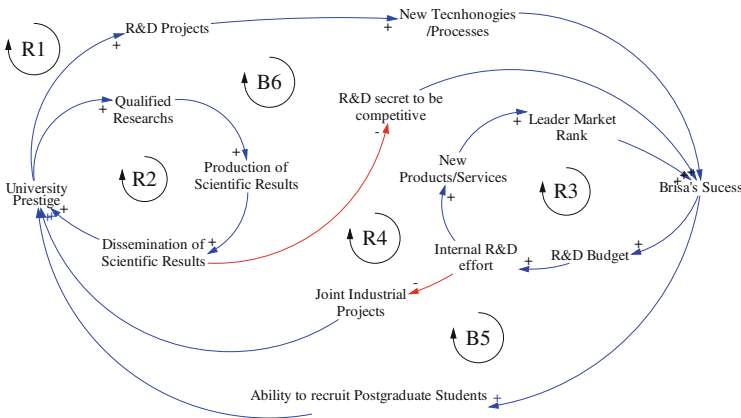 R1
R&D Projects
+
New Tecnhonogies
/Processes
+
B6
Qualified
Researchs
+
R&D secret to be
competitive
-
Leader Market
Rank
+
R2
Production of
Scientific Results
+
New
Products/Services
+
R3
University
Prestige
+
+
+
Brisa's Sucess
+
+
+
Dissemination of
Scientific Results
+
R4
Internal R&D
effort
+
R&D Budget
+
Joint Industrial
Projects
-
B5
Ability to recruit Postgraduate Students
+